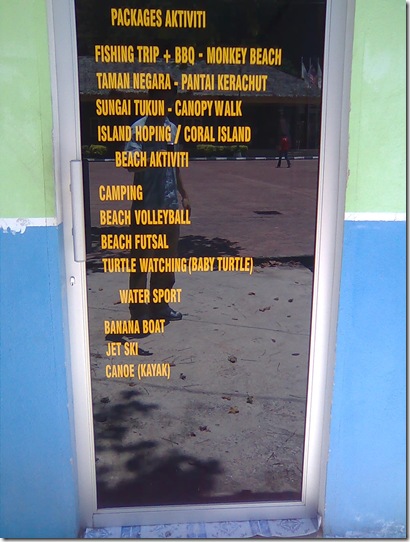 PACKAGES AKTIVITI
FISHING TRIP + BBQ - MONKEY BEACH
TAMAN NEGARA - PANTAI KERACHUT
SUNGAI TUKUN - CANOPY WALK
ISLAND HOPING / CORAL ISLAND
BEACH AKTIVITI
CAMPING
BEACH VOLLEYBALL
BEACH FUTSAL
TURTLE WATCHING (BABY TURTLE)
WATER SPORT
BANANA BOAT
JET SKI
CANOE (KAYAK)